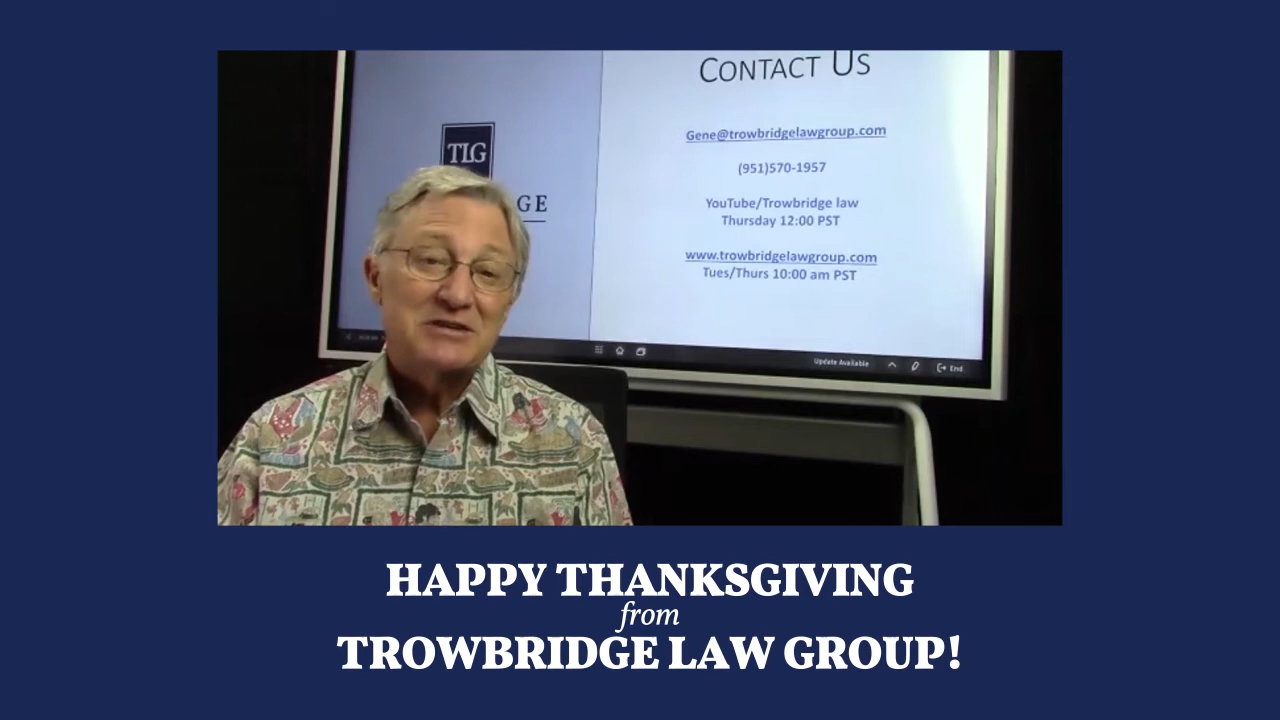 CONTACT US
TLG
GE
Gene@trowbridgelawgroup.com
(951)570-1957
YouTube/Trowbridge law
Thursday 12:00 PST
www.trowbridgelawgroup.com
Tues/Thurs 10:00 am PST
Update Available
End
HAPPY THANKSGIVING
from
TROWBRIDGE LAW GROUP!